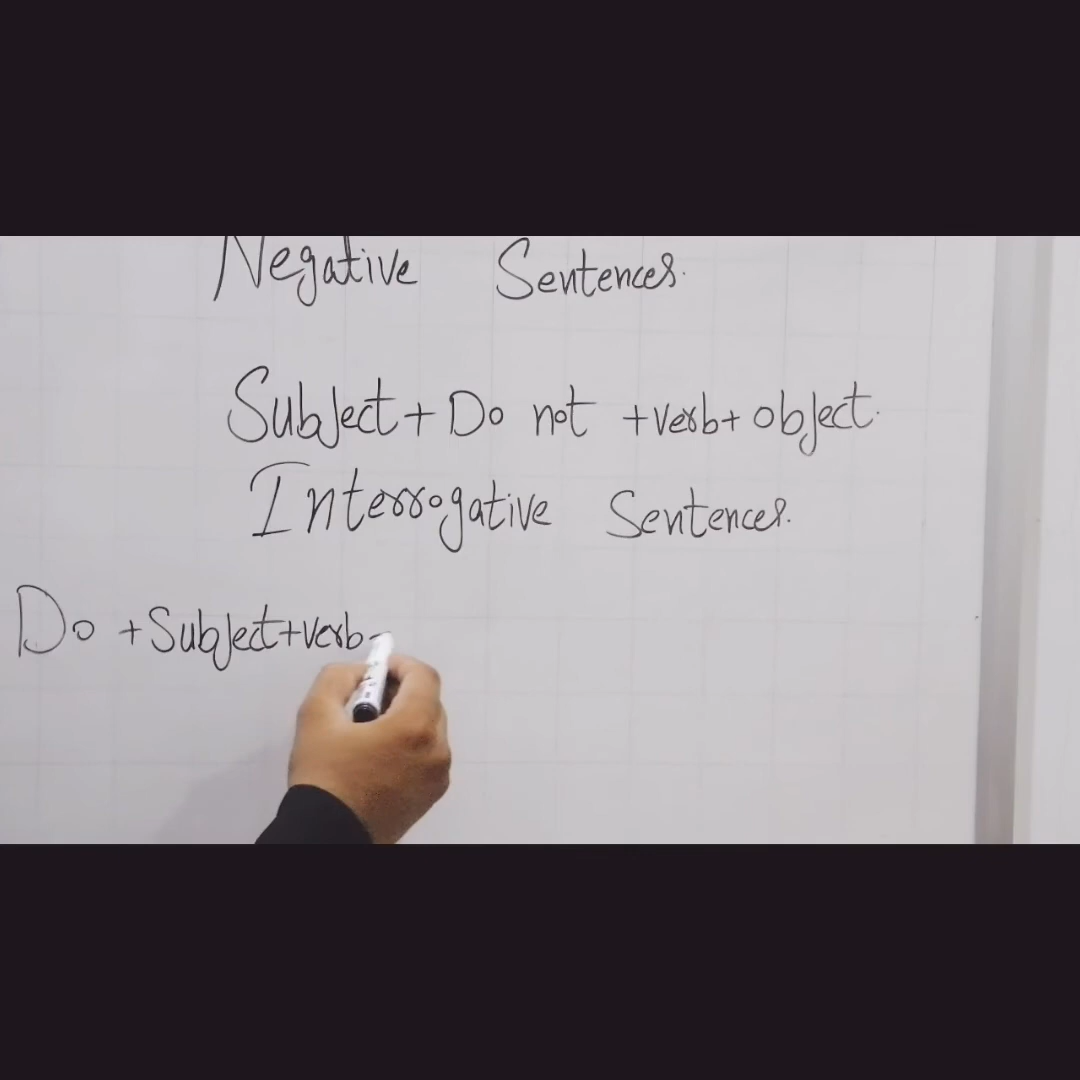 Negative Sentences.
Subject + Do not + verb + object.
Interrogative Sentences.
Do + Subject + verb -